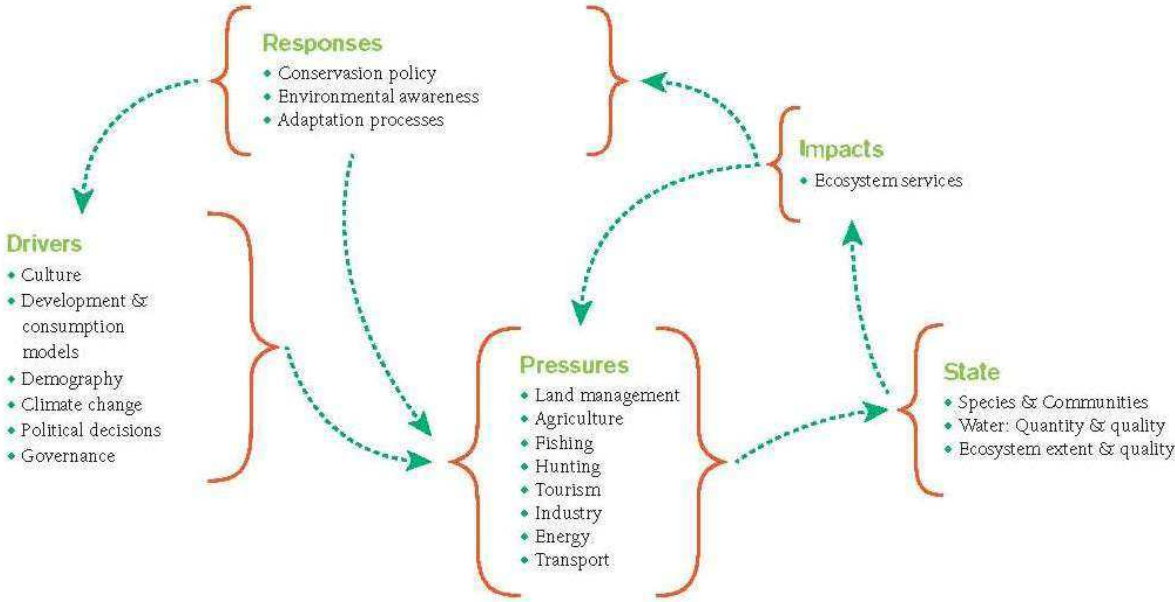 Responses
◆ Conservasion policy
◆ Environmental awareness
◆ Adaptation processes
Impacts
◆ Ecosystem services
Drivers
◆ Culture
◆ Development &
consumption
models
◆ Demography
◆ Climate change
◆ Political decisions
◆ Governance
Pressures
◆ Land management
◆ Agriculture
◆ Fishing
◆ Hunting
◆ Tourism
◆ Industry
◆ Energy
◆ Transport
State
◆ Species & Communities
◆ Water: Quantity & quality
◆ Ecosystem extent & quality